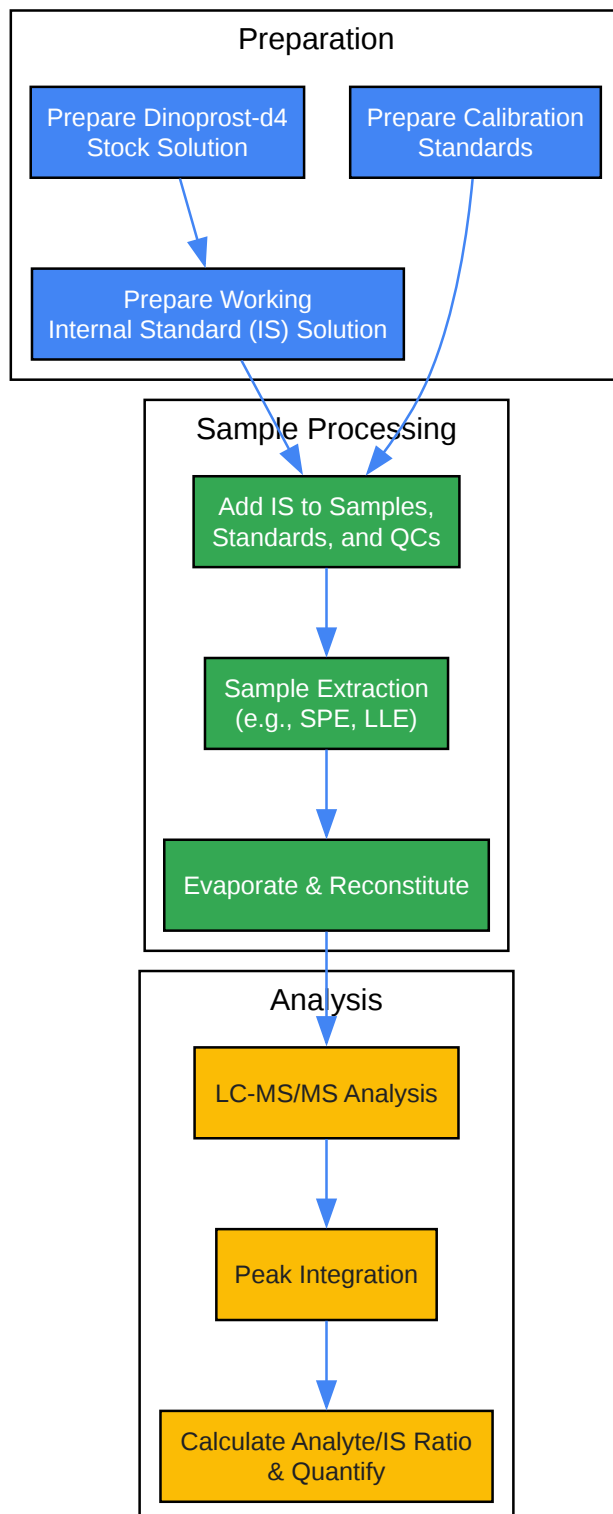 Preparation
Prepare Dinoprost-d4
Stock Solution
Prepare Calibration
Standards
Prepare Working
Internal Standard (IS) Solution
Sample Processing
Add IS to Samples,
Standards, and QCs
Sample Extraction
(e.g., SPE, LLE)
Evaporate & Reconstitute
Analysis
LC-MS/MS Analysis
Peak Integration
Calculate Analyte/IS Ratio
& Quantify